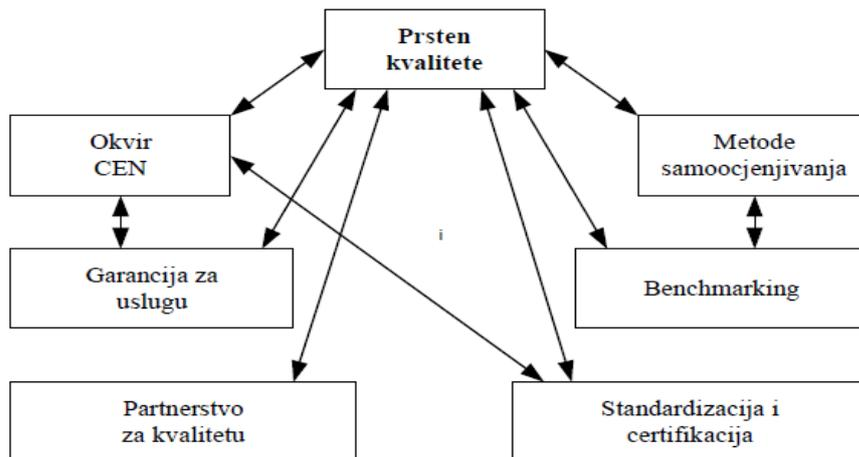 Prsten
kvalitete
Okvir
CEN
Metode
samoocjenjivanja
i
Garancija za
uslugu
Benchmarking
Partnerstvo
za kvalitetu
Standardizacija i
certifikacija